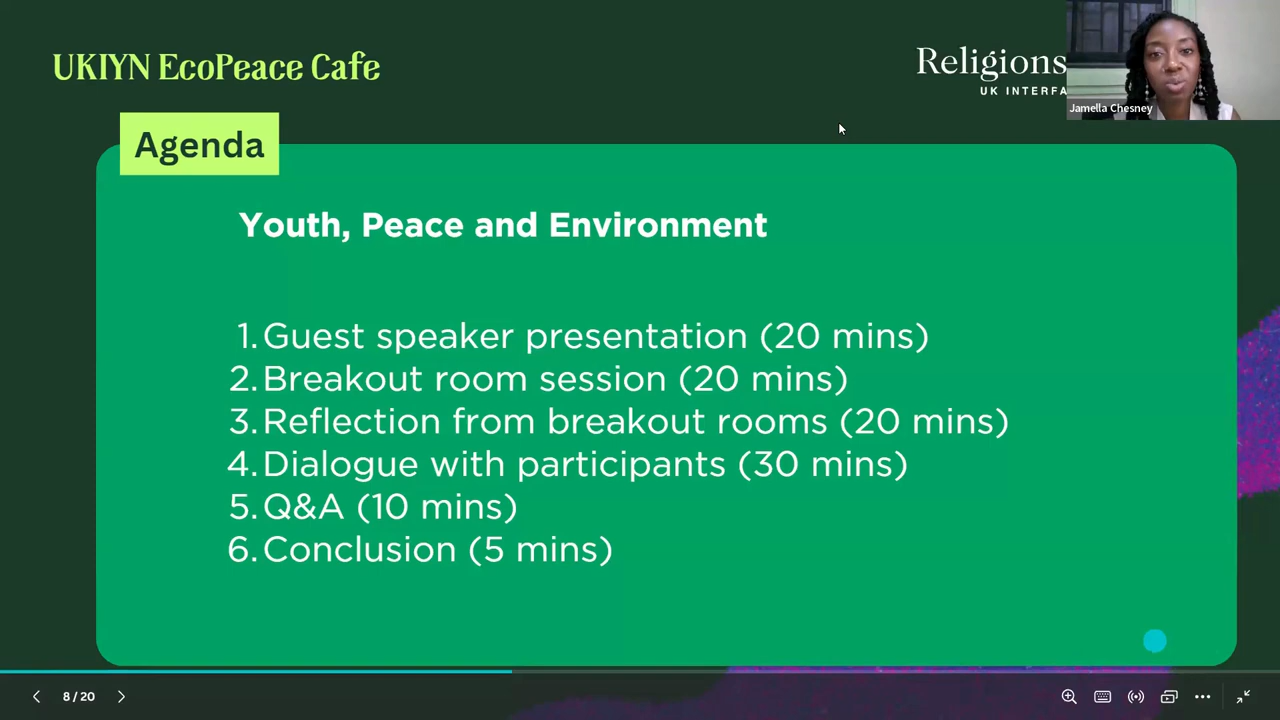 UKIYN EcoPeace Cafe
Religions
UK INTERFA
Jamella Chesney
Agenda
Youth, Peace and Environment
1. Guest speaker presentation (20 mins)
2. Breakout room session (20 mins)
3. Reflection from breakout rooms (20 mins)
4. Dialogue with participants (30 mins)
5. Q&A (10 mins)
6. Conclusion (5 mins)
8 / 20